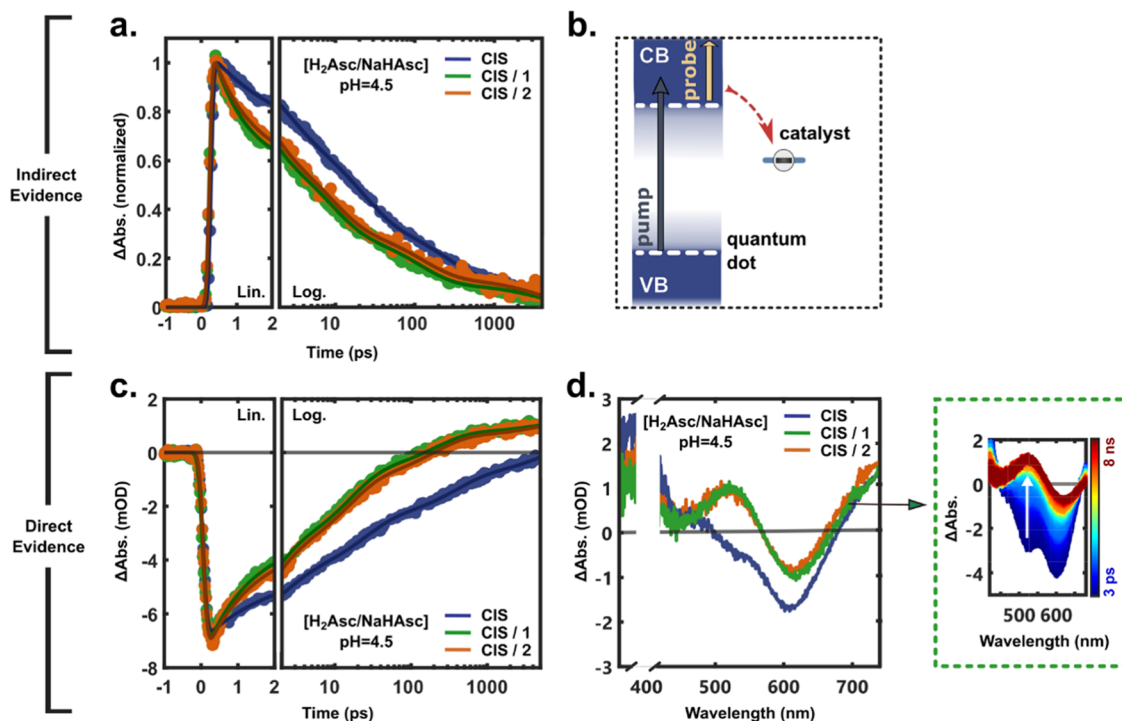 Indirect
Evidence
a.
ΔAbs. (normalized)
1
0.8
0.6
0.4
0.2
0
[H₂Asc/NaHAsc]
pH=4.5
CIS
CIS / 1
CIS / 2
Lin.
Log.
-1 0 1 2 10 100 1000
Time (ps)
b.
CB
probe
pump
catalyst
quantum
dot
VB
Direct
Evidence
c.
ΔAbs. (mOD)
2
0
-2
-4
-6
-8
Lin.
Log.
[H₂Asc/NaHAsc]
pH=4.5
CIS
CIS / 1
CIS / 2
-1 0 1 2 10 100 1000
Time (ps)
d.
ΔAbs. (mOD)
3
2
1
0
-1
-2
-3
[H₂Asc/NaHAsc]
pH=4.5
CIS
CIS / 1
CIS / 2
400 500 600 700
Wavelength (nm)
ΔAbs.
2
0
-2
-4
500 600
Wavelength (nm)
8 ns
3 ps